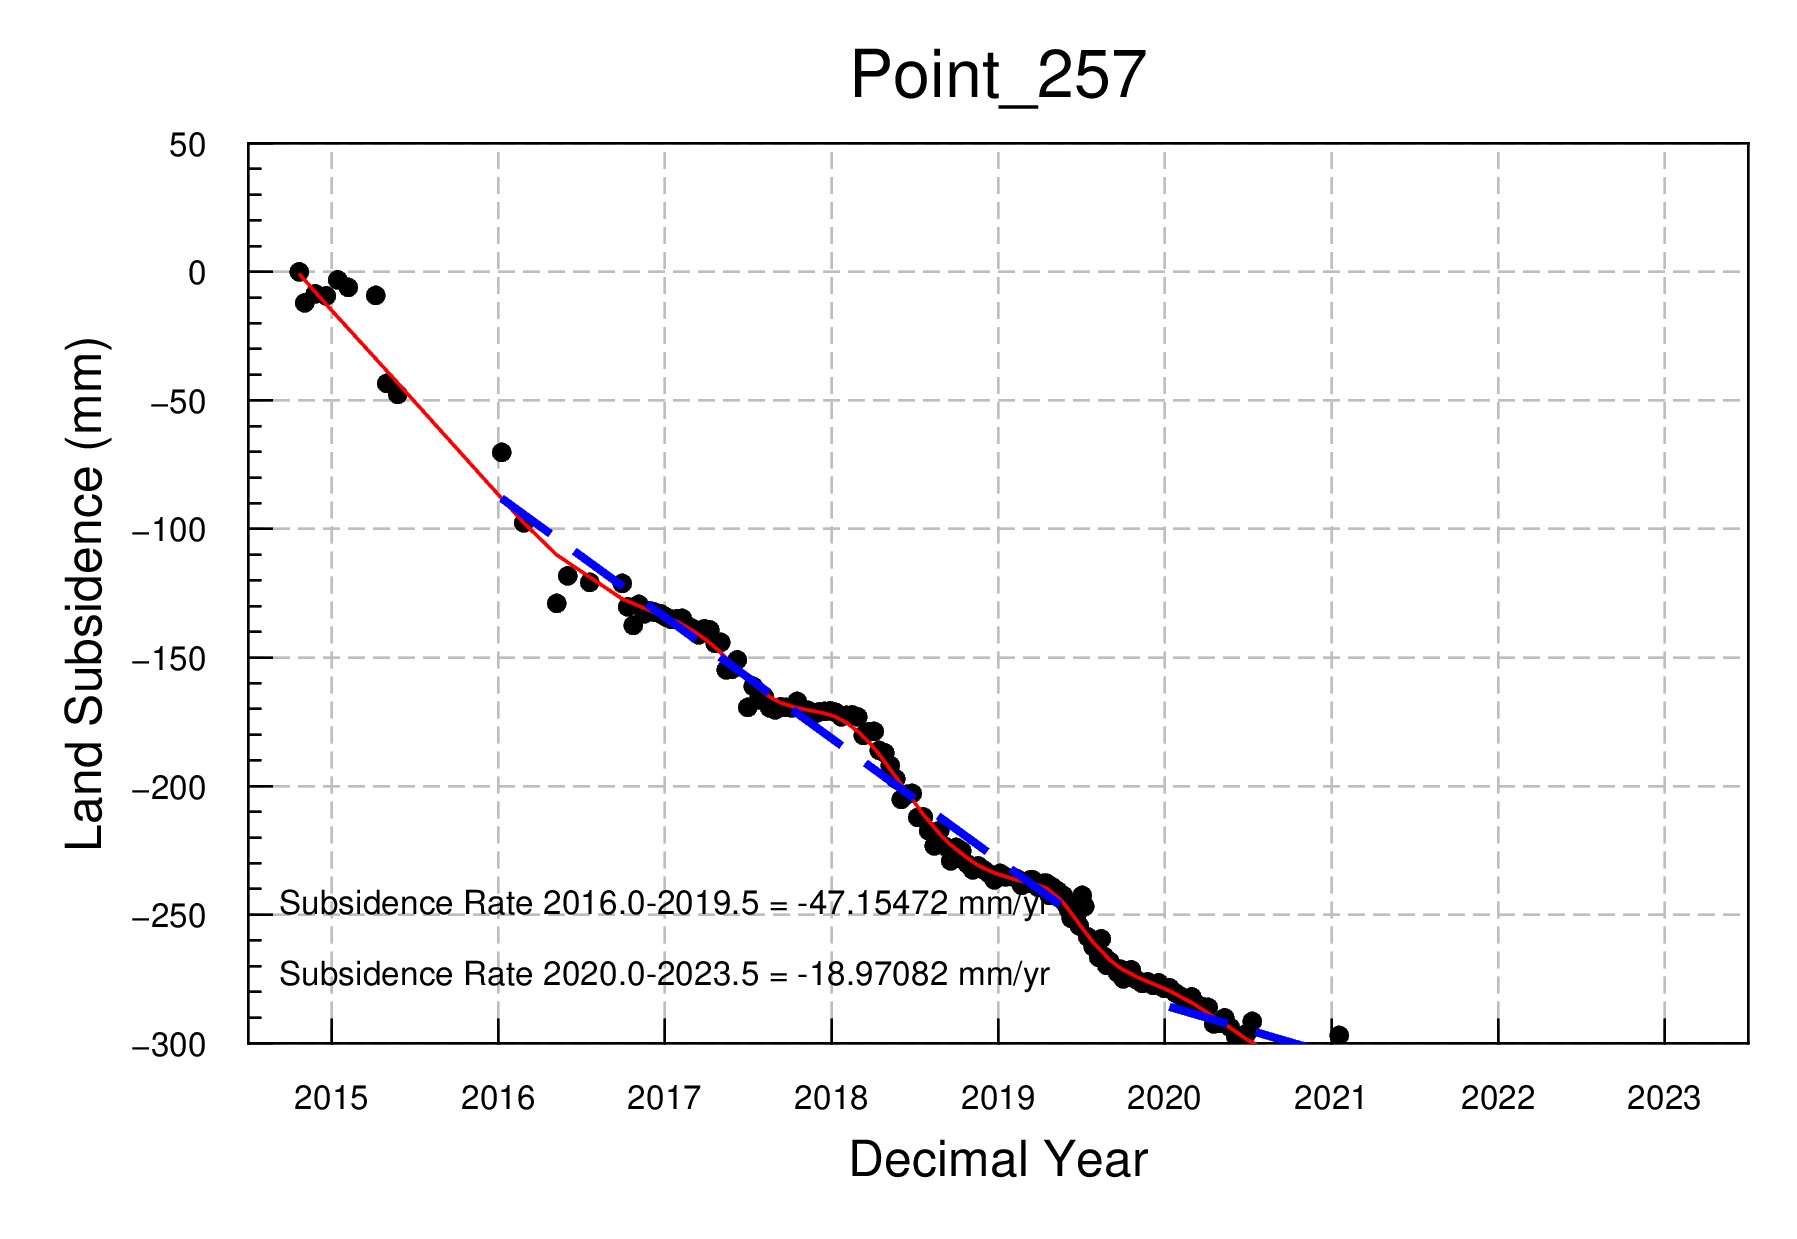 Point_257
50
0
−50
−100
−150
−200
−250
−300
Land Subsidence (mm)
Subsidence Rate 2016.0-2019.5 = -47.15472 mm/yr
Subsidence Rate 2020.0-2023.5 = -18.97082 mm/yr
2015 2016 2017 2018 2019 2020 2021 2022 2023
Decimal Year